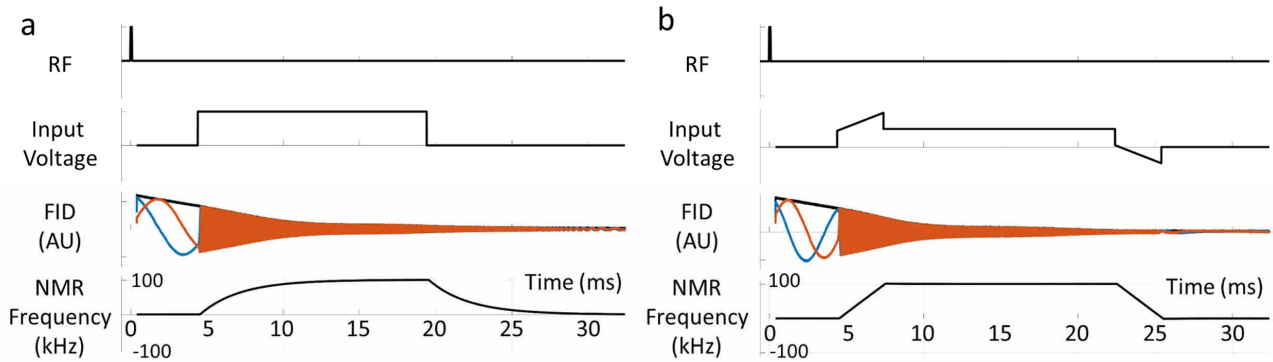 a
RF
Input
Voltage
FID
(AU)
NMR
Frequency
(kHz)
100
-100
Time (ms)
0 5 10 15 20 25 30
b
RF
Input
Voltage
FID
(AU)
NMR
Frequency
(kHz)
100
-100
Time (ms)
0 5 10 15 20 25 30